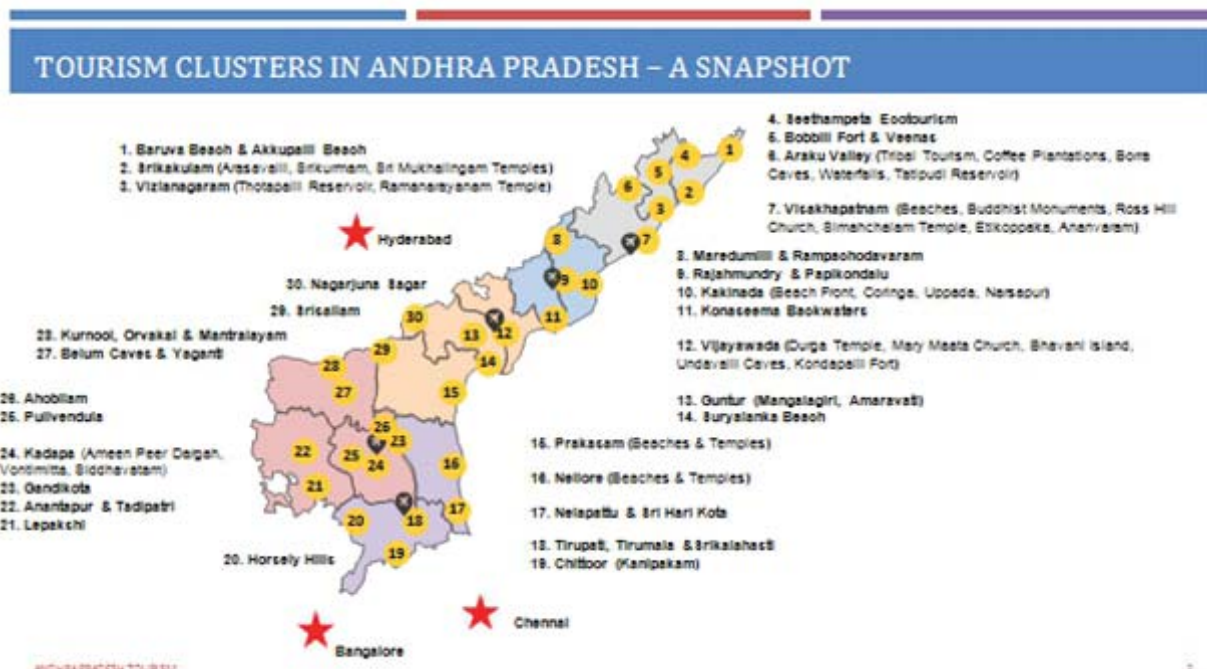 TOURISM CLUSTERS IN ANDHRA PRADESH – A SNAPSHOT
1. Baruva Beach & Akkupalli Beach
2. Srikakulam (Arasavalli, Srikurmam, Sri Mukhalingam Temples)
3. Vizianagaram (Thotapalli Reservoir, Ramanarayanam Temple)
4. Seethampeta Ecotourism
5. Bobbili Fort & Veenas
6. Araku Valley (Tribal Tourism, Coffee Plantations, Borra
Caves, Waterfalls, Tatipudi Reservoir)
7. Visakhapatnam (Beaches, Buddhist Monuments, Ross Hill
Church, Simahchalam Temple, Etikoppaka, Ananvaram)
8. Maredumilli & Rampachodavaram
9. Rajahmundry & Papikondalu
10. Kakinada (Beach Front, Coringa, Uppada, Narsapur)
11. Konaseema Backwaters
12. Vijayawada (Durga Temple, Mary Maata Church, Bhavani Island,
Undavalli Caves, Kondapalli Fort)
13. Guntur (Mangalagiri, Amaravati)
14. Suryalanka Beach
15. Prakasam (Beaches & Temples)
16. Nellore (Beaches & Temples)
17. Nelapattu & Sri Hari Kota
18. Tirupati, Tirumala & Srikalahasti
19. Chittoor (Kanipakam)
20. Horsely Hills
30. Nagarjuna Sagar
29. Srisailam
28. Kurnool, Orvakal & Mantralayam
27. Belum Caves & Yaganti
26. Ahobilam
25. Pulivendula
24. Kadapa (Ameen Peer Dargah,
Vontimitta, Siddhavatam)
23. Gandikota
22. Anantapur & Tadipatri
21. Lepakshi
Hyderabad
Chennai
Bangalore
1
4
5
6
2
3
7
8
9
10
11
30
13
12
14
29
28
27
15
26
23
22
25
24
16
21
20
18
17
19